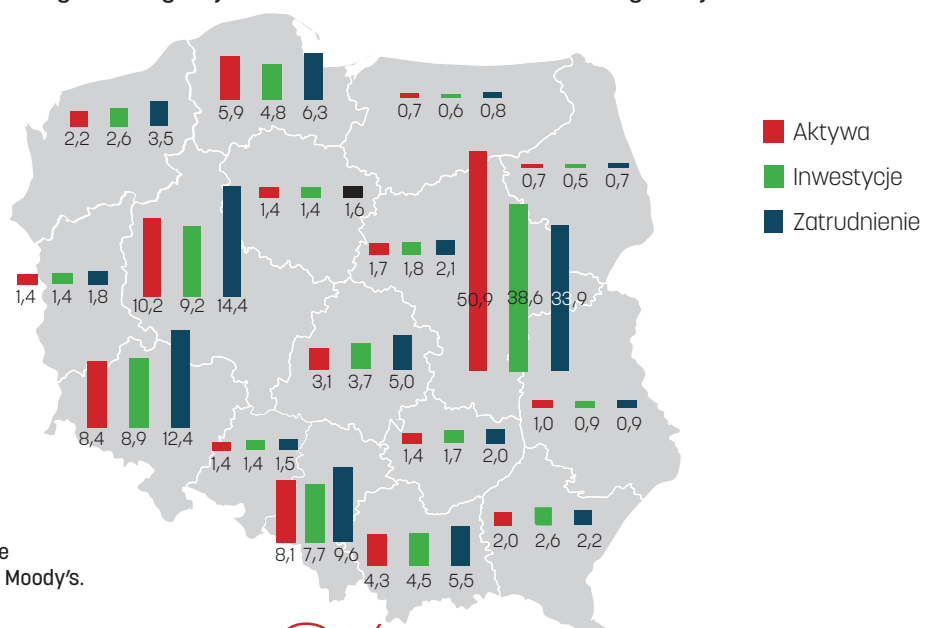 Aktywa
Inwestycje
Zatrudnienie
5,9 4,8 6,3
2,2 2,6 3,5
0,7 0,6 0,8
0,7 0,5 0,7
1,4 1,4 1,6
1,7 1,8 2,1
1,4 1,4 1,8
10,2 9,2 14,4
50,9 38,6 33,9
3,1 3,7 5,0
8,4 8,9 12,4
1,0 0,9 0,9
1,4 1,4 1,5
1,4 1,7 2,0
8,1 7,7 9,6
2,0 2,6 2,2
4,3 4,5 5,5
Moody's.